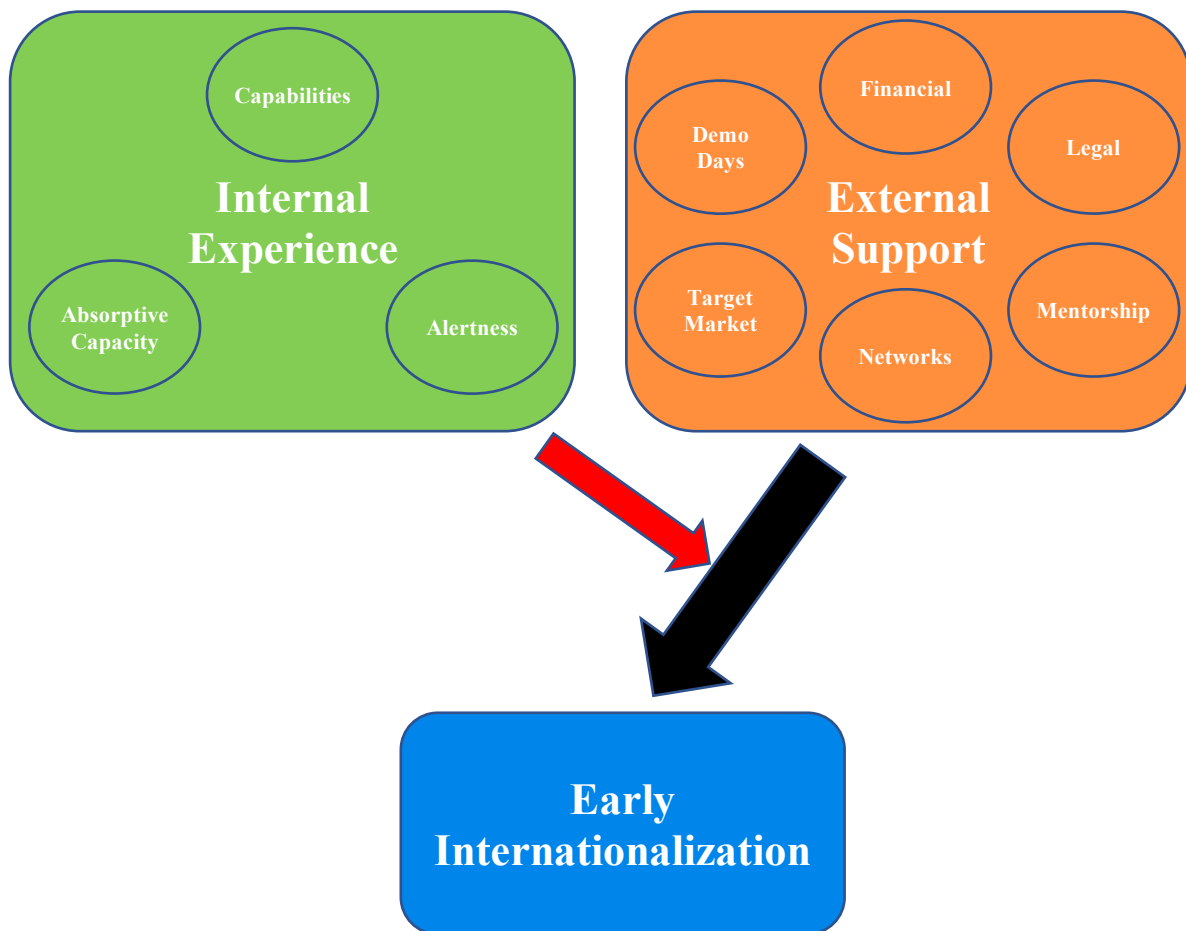 Capabilities
Internal
Experience
Absorptive
Capacity
Alertness
Financial
Demo
Days
Legal
External
Support
Target
Market
Mentorship
Networks
Early
Internationalization